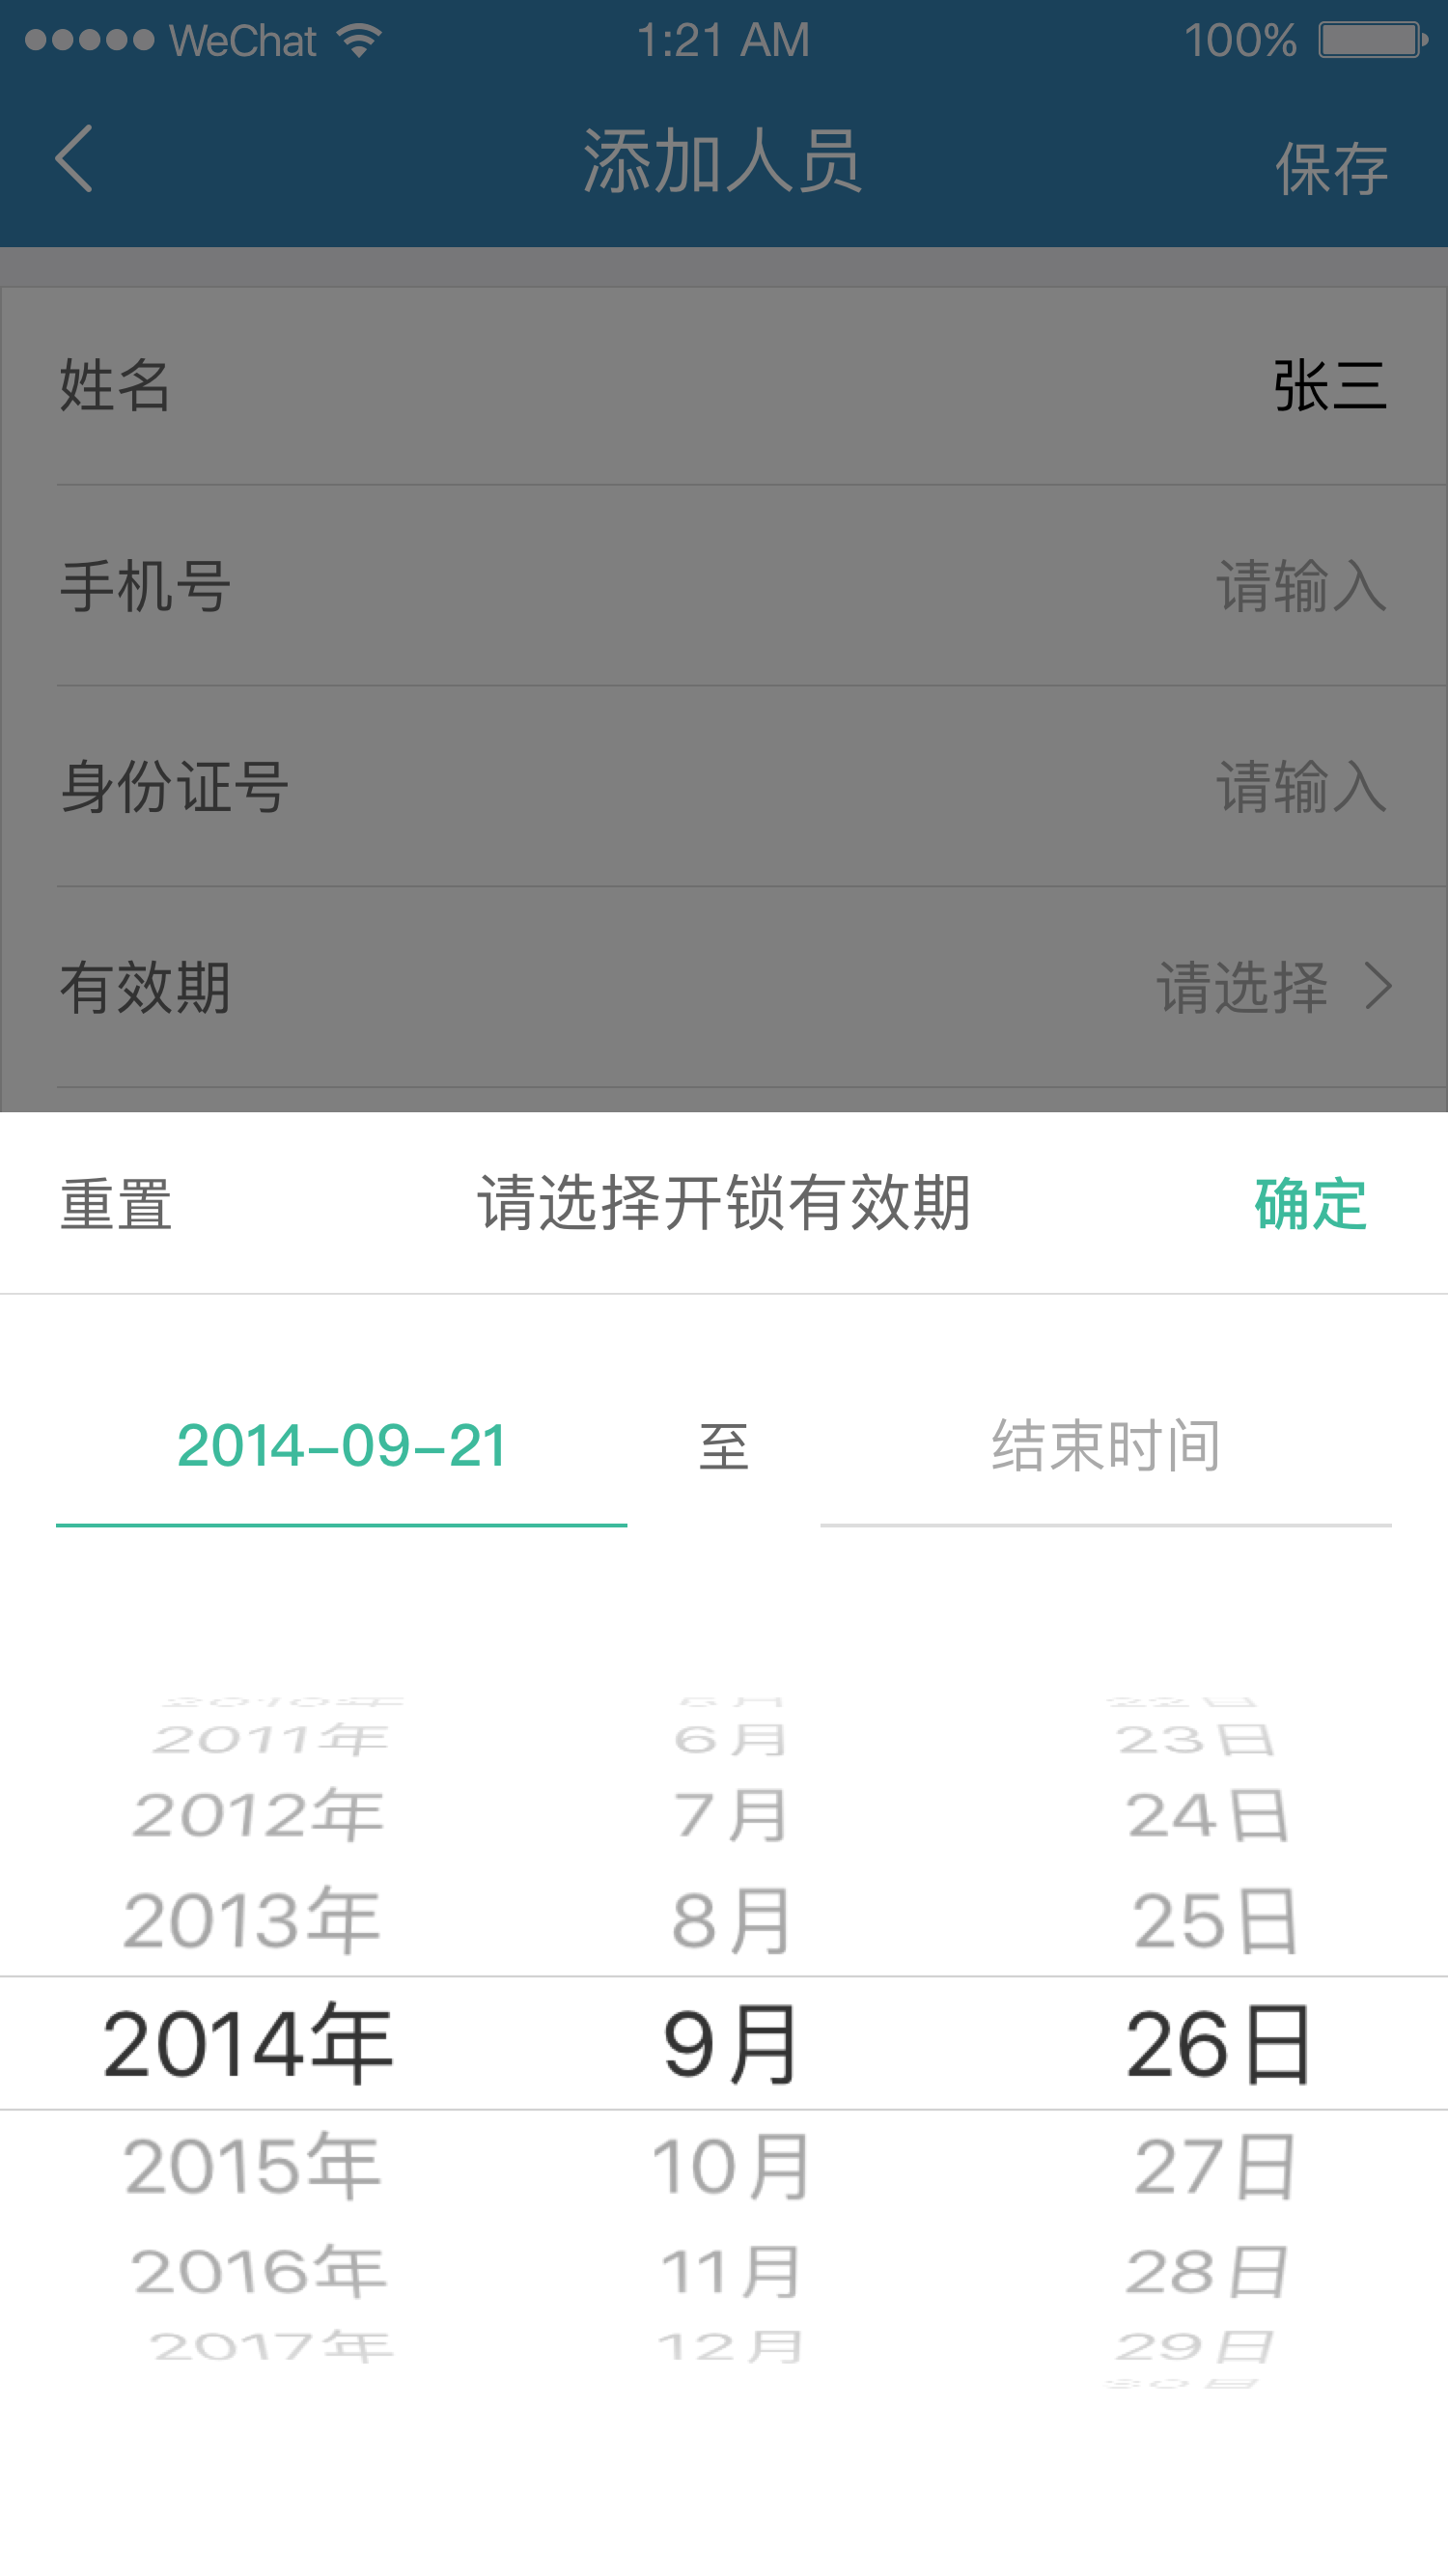 WeChat 1:21 AM 100%
添加人员 保存
姓名 张三
手机号 请输入
身份证号 请输入
有效期 请选择
重置 请选择开锁有效期 确定
2014-09-21 至 结束时间
2011年 6月 23日
2012年 7月 24日
2013年 8月 25日
2014年 9月 26日
2015年 10月 27日
2016年 11月 28日
2017年 12月 29日